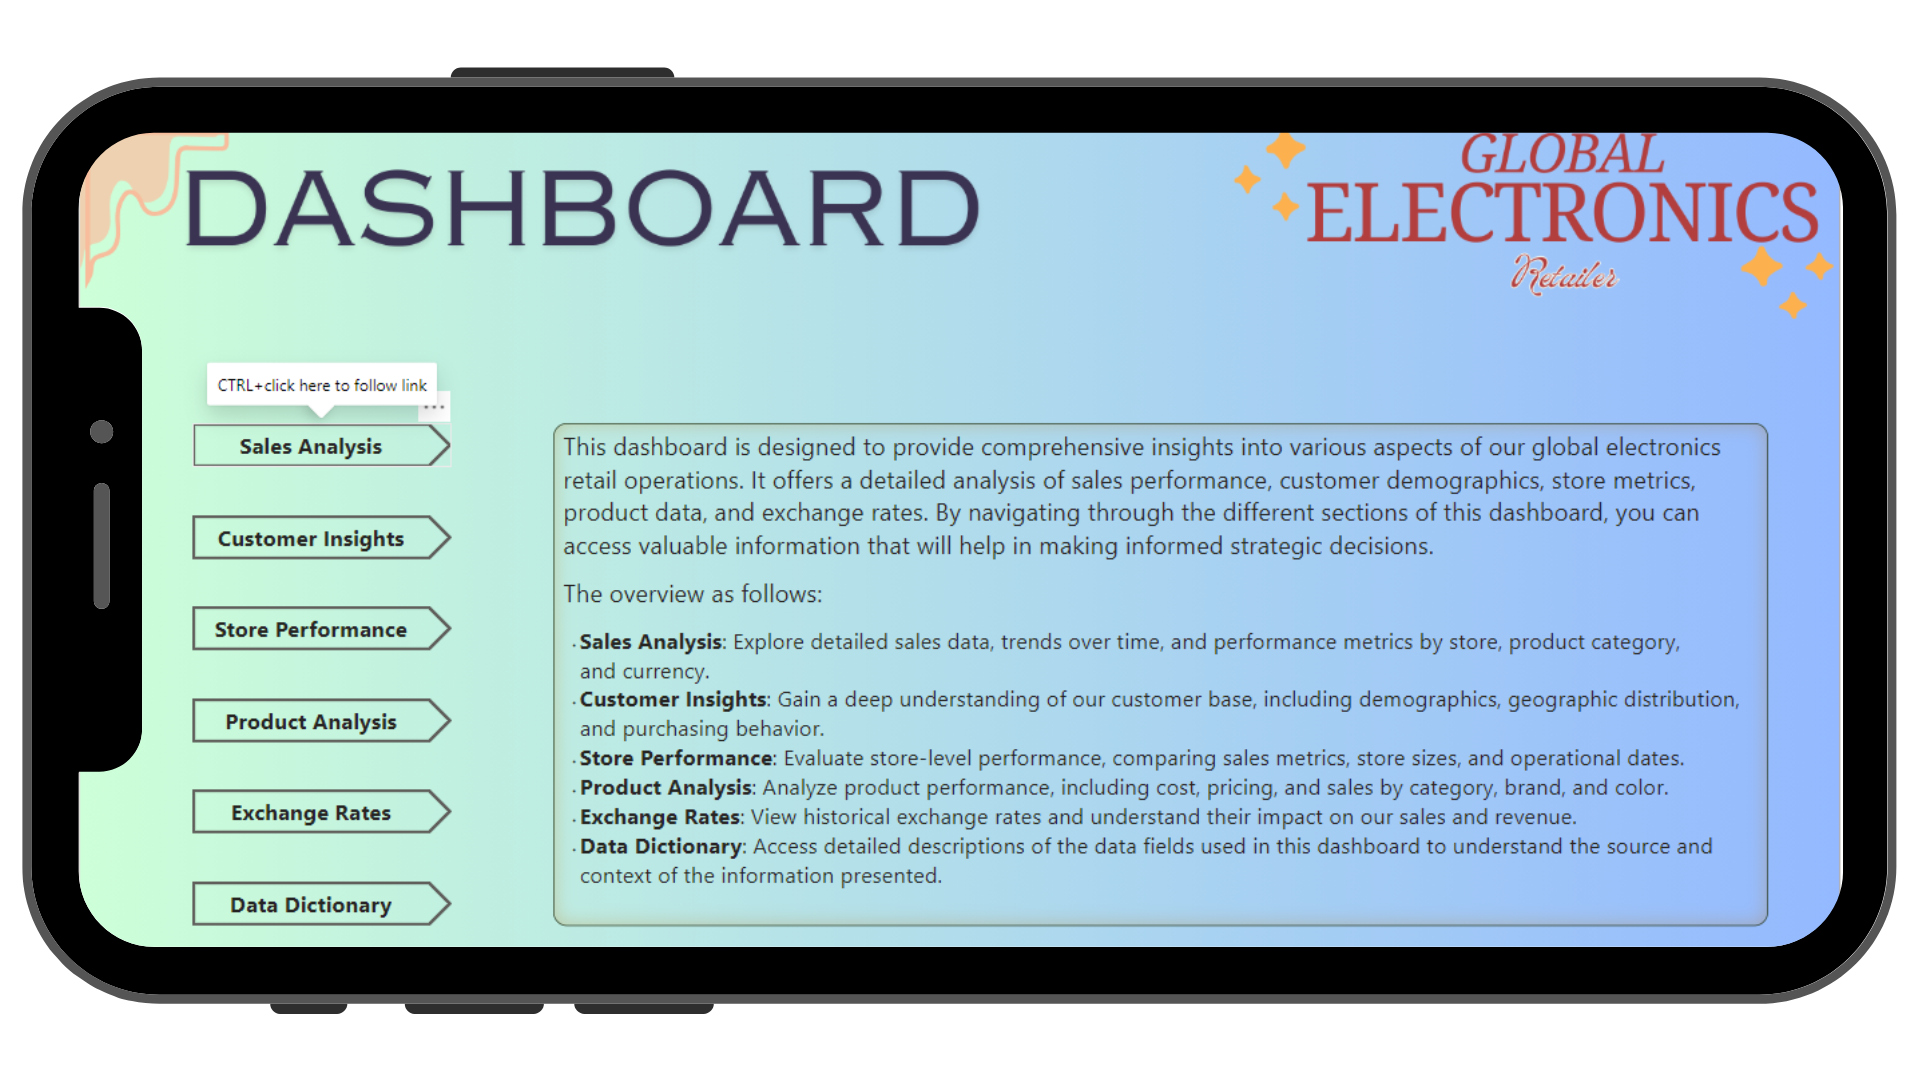 DASHBOARD
GLOBAL
ELECTRONICS
Retailer
CTRL+click here to follow link
...
Sales Analysis
Customer Insights
Store Performance
Product Analysis
Exchange Rates
Data Dictionary
This dashboard is designed to provide comprehensive insights into various aspects of our global electronics
retail operations. It offers a detailed analysis of sales performance, customer demographics, store metrics,
product data, and exchange rates. By navigating through the different sections of this dashboard, you can
access valuable information that will help in making informed strategic decisions.
The overview as follows:
· Sales Analysis: Explore detailed sales data, trends over time, and performance metrics by store, product category,
and currency.
· Customer Insights: Gain a deep understanding of our customer base, including demographics, geographic distribution,
and purchasing behavior.
· Store Performance: Evaluate store-level performance, comparing sales metrics, store sizes, and operational dates.
· Product Analysis: Analyze product performance, including cost, pricing, and sales by category, brand, and color.
· Exchange Rates: View historical exchange rates and understand their impact on our sales and revenue.
· Data Dictionary: Access detailed descriptions of the data fields used in this dashboard to understand the source and
context of the information presented.